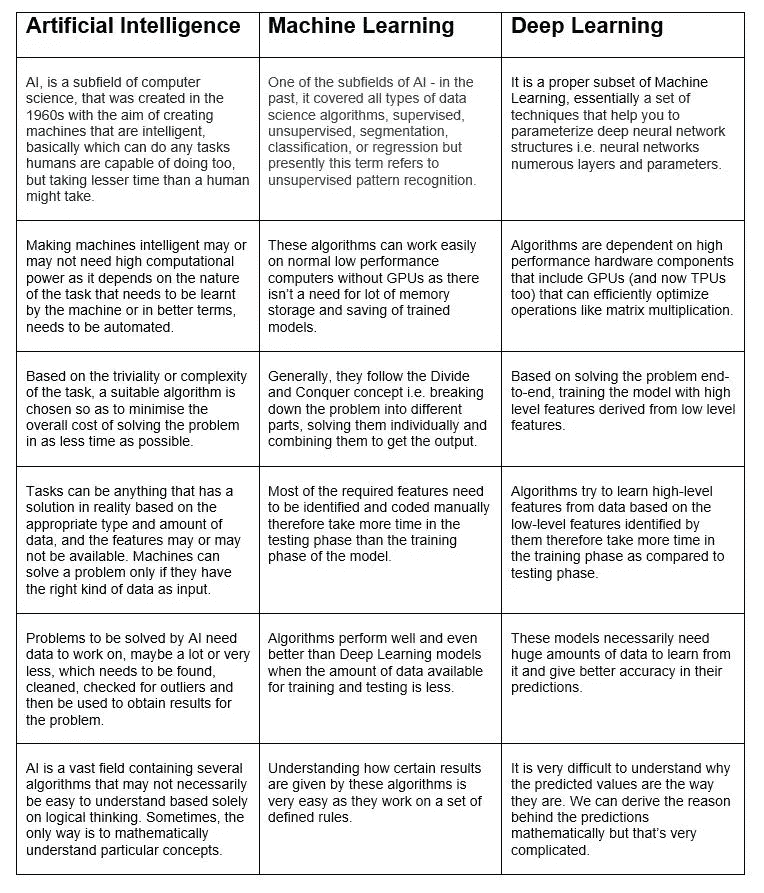 Artificial Intelligence
Machine Learning
Deep Learning
AI, is a subfield of computer
science, that was created in the
1960s with the aim of creating
machines that are intelligent,
basically which can do any tasks
humans are capable of doing too,
but taking lesser time than a human
might take.
One of the subfields of AI - in the
past, it covered all types of data
science algorithms, supervised,
unsupervised, segmentation,
classification, or regression but
presently this term refers to
unsupervised pattern recognition.
It is a proper subset of Machine
Learning, essentially a set of
techniques that help you to
parameterize deep neural network
structures i.e. neural networks
numerous layers and parameters.
Making machines intelligent may or
may not need high computational
power as it depends on the nature
of the task that needs to be learnt
by the machine or in better terms,
needs to be automated.
These algorithms can work easily
on normal low performance
computers without GPUs as there
isn't a need for lot of memory
storage and saving of trained
models.
Algorithms are dependent on high
performance hardware components
that include GPUs (and now TPUs
too) that can efficiently optimize
operations like matrix multiplication.
Based on the triviality or complexity
of the task, a suitable algorithm is
chosen so as to minimise the
overall cost of solving the problem
in as less time as possible.
Generally, they follow the Divide
and Conquer concept i.e. breaking
down the problem into different
parts, solving them individually and
combining them to get the output.
Based on solving the problem end-
to-end, training the model with high
level features derived from low level
features.
Tasks can be anything that has a
solution in reality based on the
appropriate type and amount of
data, and the features may or may
not be available. Machines can
solve a problem only if they have
the right kind of data as input.
Most of the required features need
to be identified and coded manually
therefore take more time in the
testing phase than the training
phase of the model.
Algorithms try to learn high-level
features from data based on the
low-level features identified by
them therefore take more time in
the training phase as compared to
testing phase.
Problems to be solved by AI need
data to work on, maybe a lot or very
less, which needs to be found,
cleaned, checked for outliers and
then be used to obtain results for
the problem.
Algorithms perform well and even
better than Deep Learning models
when the amount of data available
for training and testing is less.
These models necessarily need
huge amounts of data to learn from
it and give better accuracy in their
predictions.
AI is a vast field containing several
algorithms that may not necessarily
be easy to understand based solely
on logical thinking. Sometimes, the
only way is to mathematically
understand particular concepts.
Understanding how certain results
are given by these algorithms is
very easy as they work on a set of
defined rules.
It is very difficult to understand why
the predicted values are the way
they are. We can derive the reason
behind the predictions
mathematically but that's very
complicated.